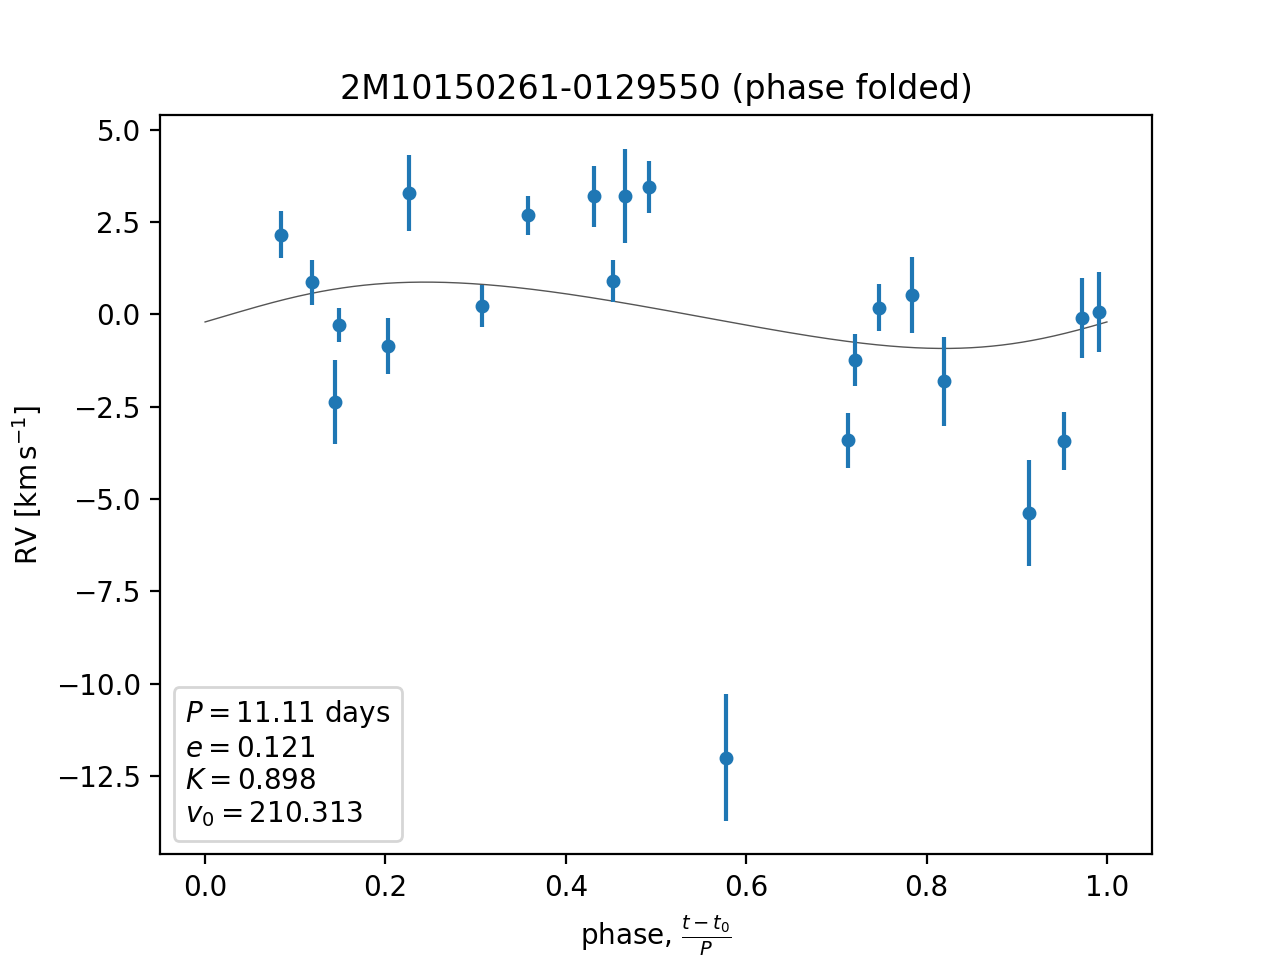 2M10150261-0129550 (phase folded)
5.0
2.5
0.0
−2.5
−5.0
−7.5
−10.0
−12.5
RV [km s⁻¹]
P = 11.11 days
e = 0.121
K = 0.898
v₀ = 210.313
0.0 0.2 0.4 0.6 0.8 1.0
phase, (t − t₀)/P